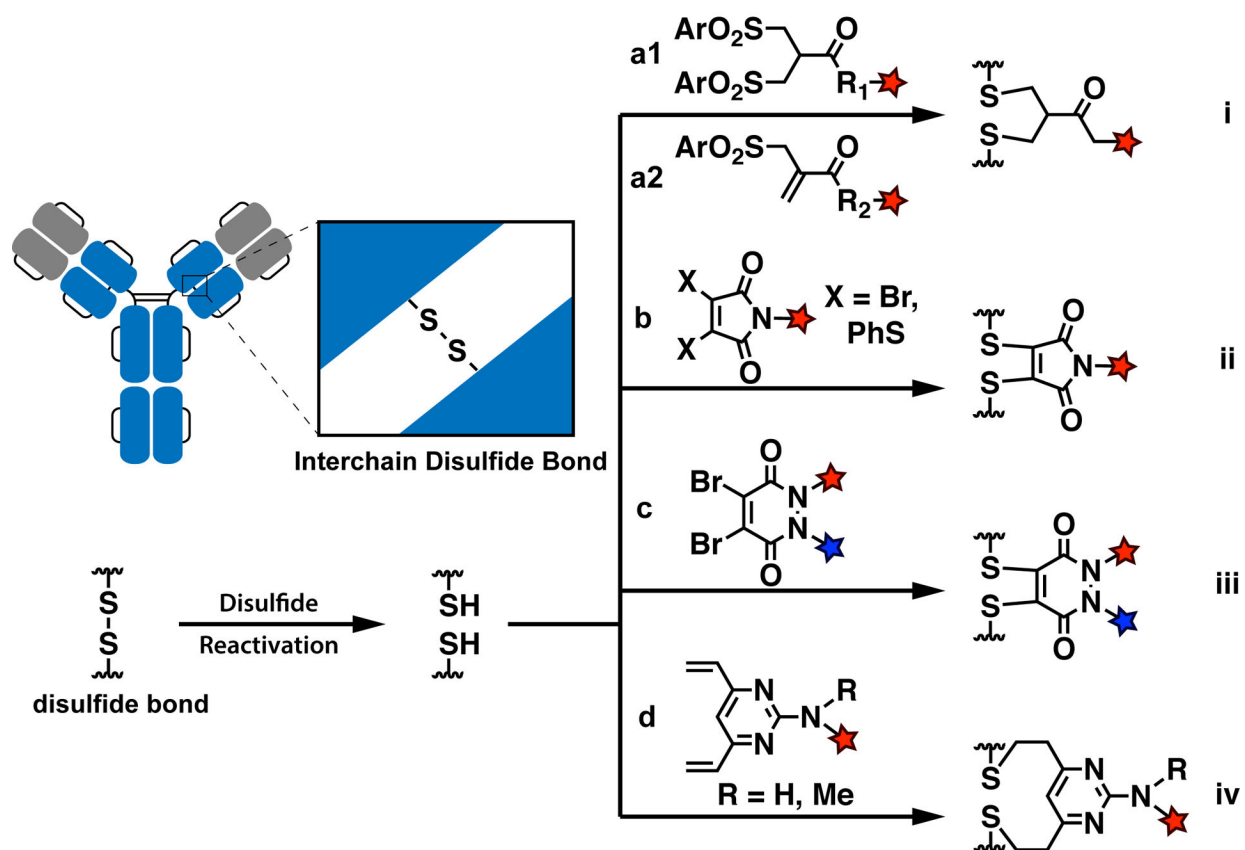 a1
ArO2S
O
ArO2S
R1
a2
ArO2S
O
R2
S
O
S
i
S
S
Interchain Disulfide Bond
b
X
X
O
N
O
X = Br,
PhS
S
S
O
N
O
ii
c
Br
Br
O
N
N
O
S
S
O
N
N
O
iii
S
S
disulfide bond
Disulfide
Reactivation
SH
SH
d
N
N
N
R
R = H, Me
S
S
N
N
N
R
iv